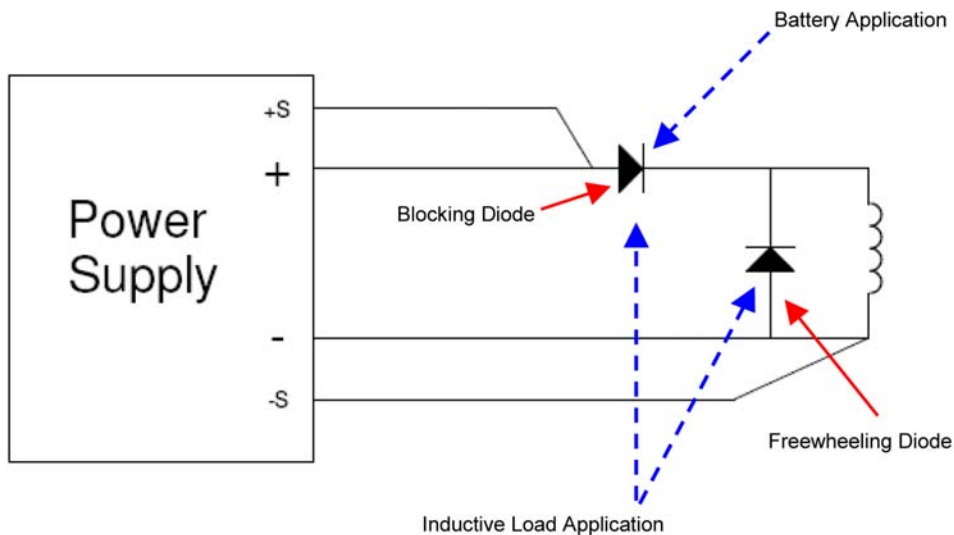 Battery Application
+S
+
Blocking Diode
Power
Supply
-
-S
Freewheeling Diode
Inductive Load Application